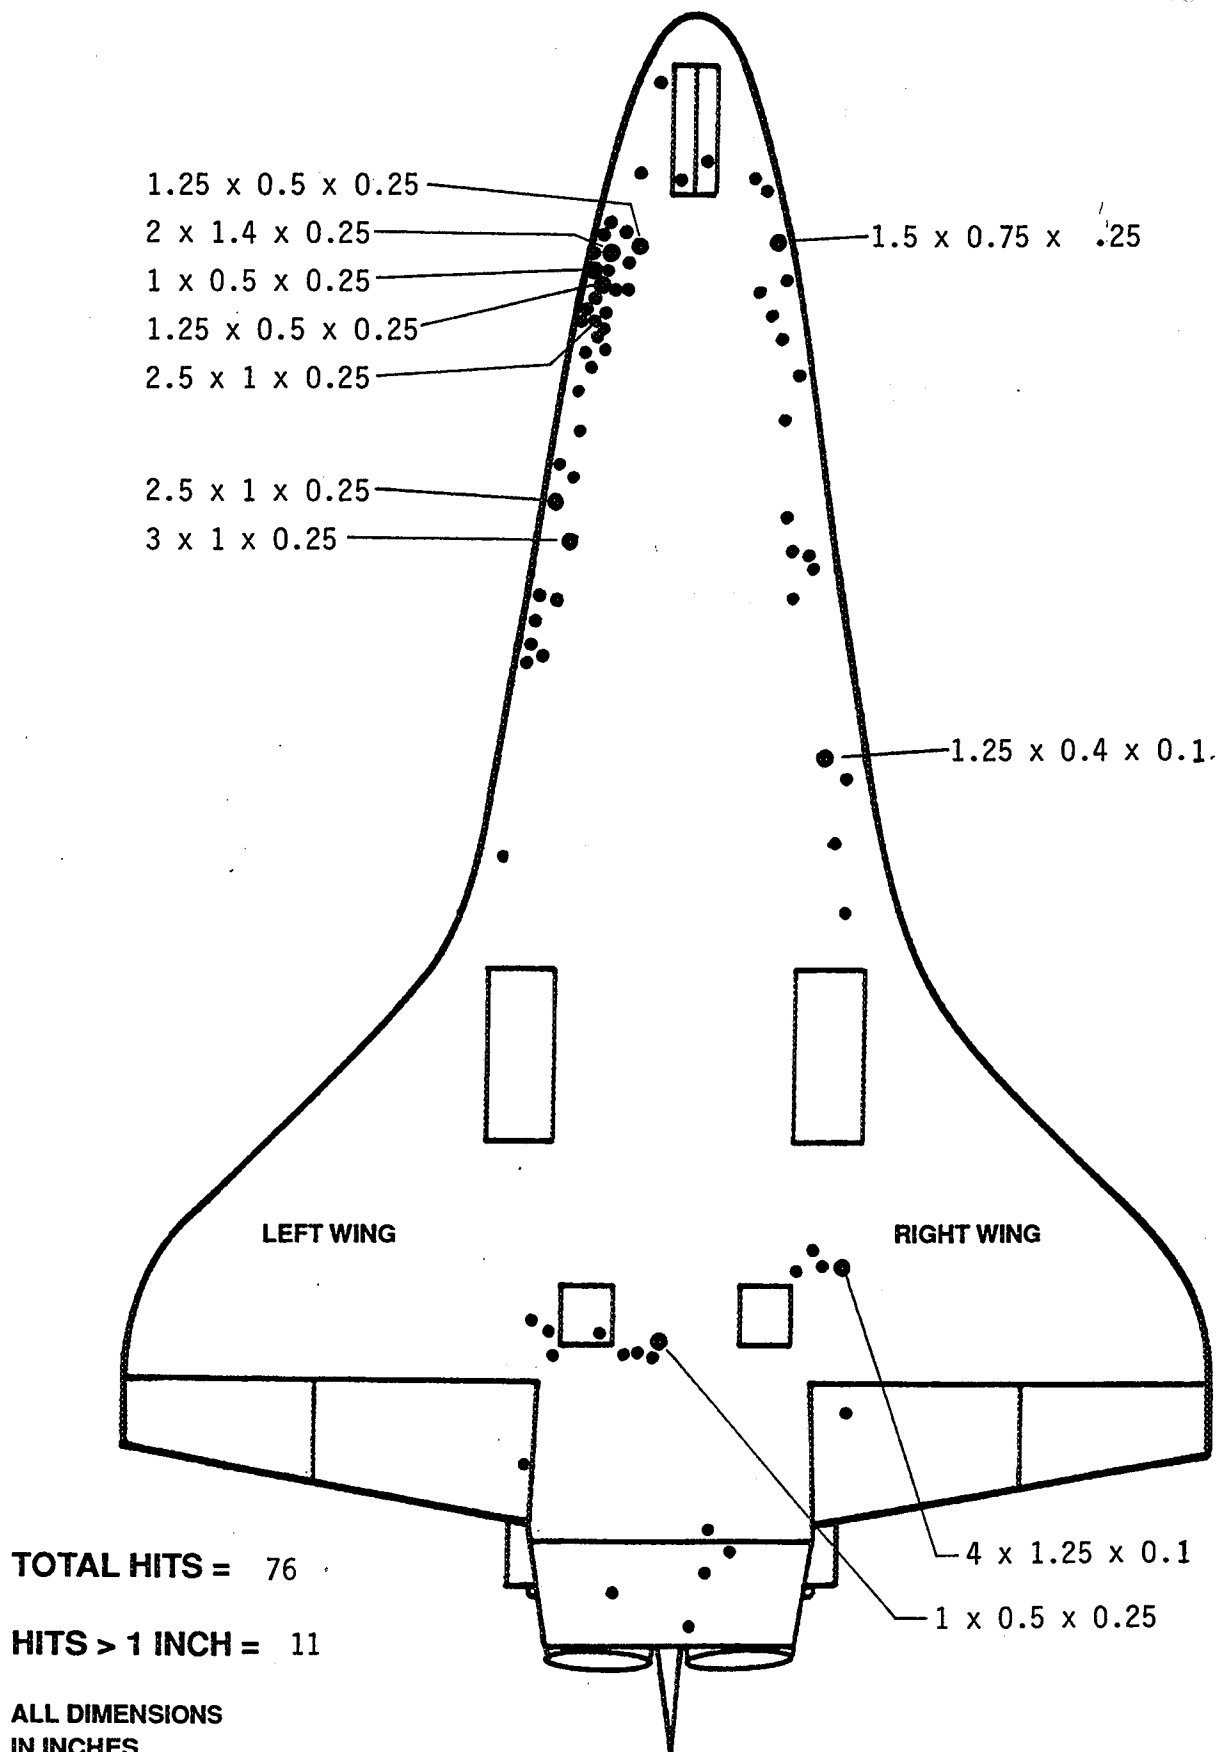 1.25 x 0.5 x 0.25
2 x 1.4 x 0.25
1 x 0.5 x 0.25
1.25 x 0.5 x 0.25
2.5 x 1 x 0.25
1.5 x 0.75 x .25
2.5 x 1 x 0.25
3 x 1 x 0.25
1.25 x 0.4 x 0.1
LEFT WING
RIGHT WING
4 x 1.25 x 0.1
1 x 0.5 x 0.25
TOTAL HITS = 76
HITS > 1 INCH = 11
ALL DIMENSIONS
IN INCHES